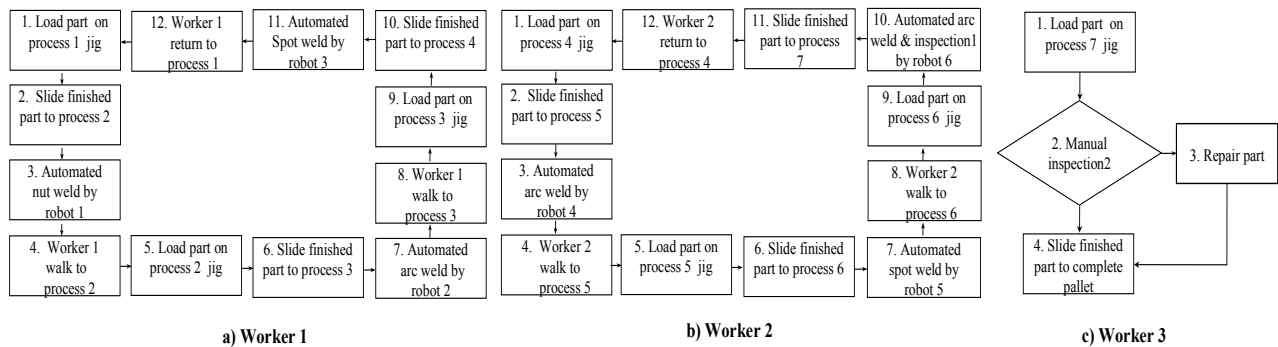 1. Load part on
process 1 jig
2. Slide finished
part to process 2
3. Automated
nut weld by
robot 1
4. Worker 1
walk to
process 2
5. Load part on
process 2 jig
6. Slide finished
part to process 3
7. Automated
arc weld by
robot 2
8. Worker 1
walk to
process 3
9. Load part on
process 3 jig
10. Slide finished
part to process 4
11. Automated
Spot weld by
robot 3
12. Worker 1
return to
process 1
a) Worker 1
1. Load part on
process 4 jig
2. Slide finished
part to process 5
3. Automated
arc weld by
robot 4
4. Worker 2
walk to
process 5
5. Load part on
process 5 jig
6. Slide finished
part to process 6
7. Automated
spot weld by
robot 5
8. Worker 2
walk to
process 6
9. Load part on
process 6 jig
10. Automated arc
weld & inspection1
by robot 6
11. Slide finished
part to process
7
12. Worker 2
return to
process 4
b) Worker 2
1. Load part on
process 7 jig
2. Manual
inspection2
3. Repair part
4. Slide finished
part to complete
pallet
c) Worker 3